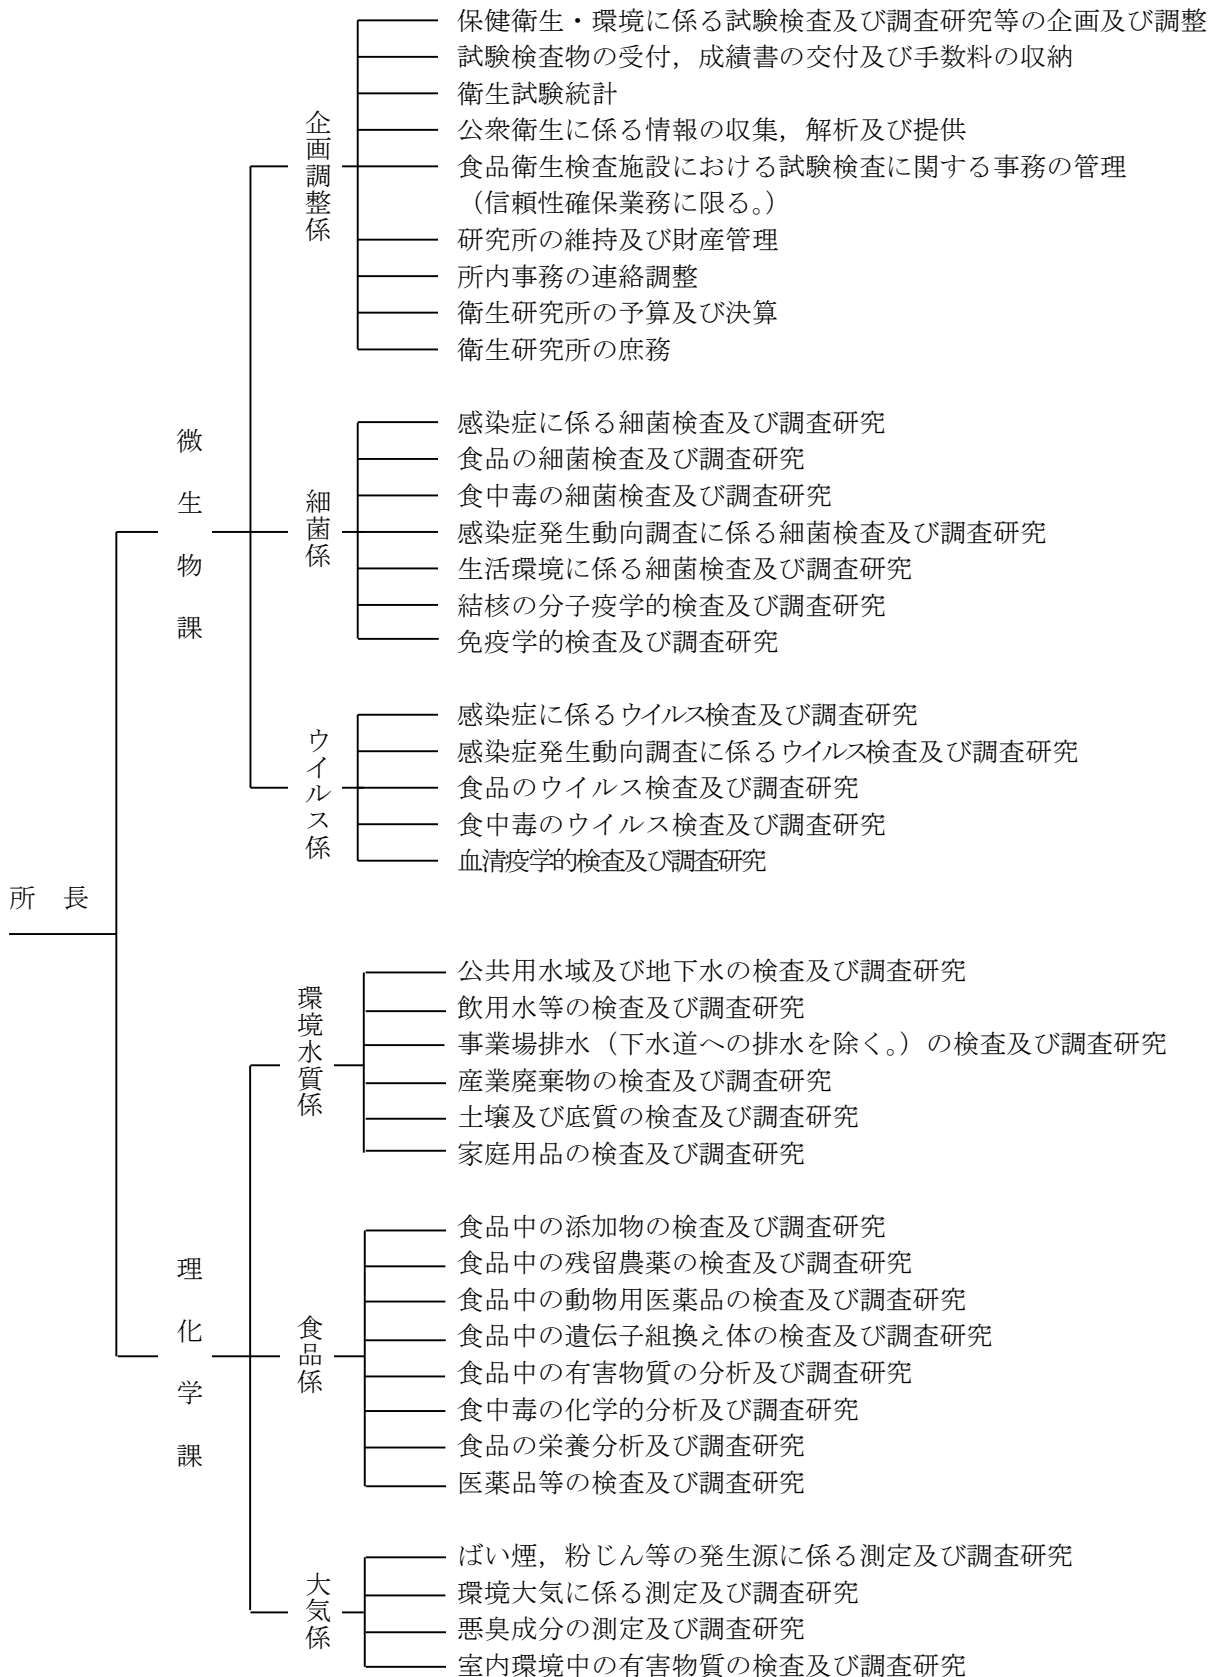 所　長
微生物課
企画調整係
保健衛生・環境に係る試験検査及び調査研究等の企画及び調整
試験検査物の受付，成績書の交付及び手数料の収納
衛生試験統計
公衆衛生に係る情報の収集，解析及び提供
食品衛生検査施設における試験検査に関する事務の管理
（信頼性確保業務に限る。）
研究所の維持及び財産管理
所内事務の連絡調整
衛生研究所の予算及び決算
衛生研究所の庶務
細菌係
感染症に係る細菌検査及び調査研究
食品の細菌検査及び調査研究
食中毒の細菌検査及び調査研究
感染症発生動向調査に係る細菌検査及び調査研究
生活環境に係る細菌検査及び調査研究
結核の分子疫学的検査及び調査研究
免疫学的検査及び調査研究
ウイルス係
感染症に係るウイルス検査及び調査研究
感染症発生動向調査に係るウイルス検査及び調査研究
食品のウイルス検査及び調査研究
食中毒のウイルス検査及び調査研究
血清疫学的検査及び調査研究
理化学課
環境水質係
公共用水域及び地下水の検査及び調査研究
飲用水等の検査及び調査研究
事業場排水（下水道への排水を除く。）の検査及び調査研究
産業廃棄物の検査及び調査研究
土壌及び底質の検査及び調査研究
家庭用品の検査及び調査研究
食品係
食品中の添加物の検査及び調査研究
食品中の残留農薬の検査及び調査研究
食品中の動物用医薬品の検査及び調査研究
食品中の遺伝子組換え体の検査及び調査研究
食品中の有害物質の分析及び調査研究
食中毒の化学的分析及び調査研究
食品の栄養分析及び調査研究
医薬品等の検査及び調査研究
大気係
ばい煙，粉じん等の発生源に係る測定及び調査研究
環境大気に係る測定及び調査研究
悪臭成分の測定及び調査研究
室内環境中の有害物質の検査及び調査研究